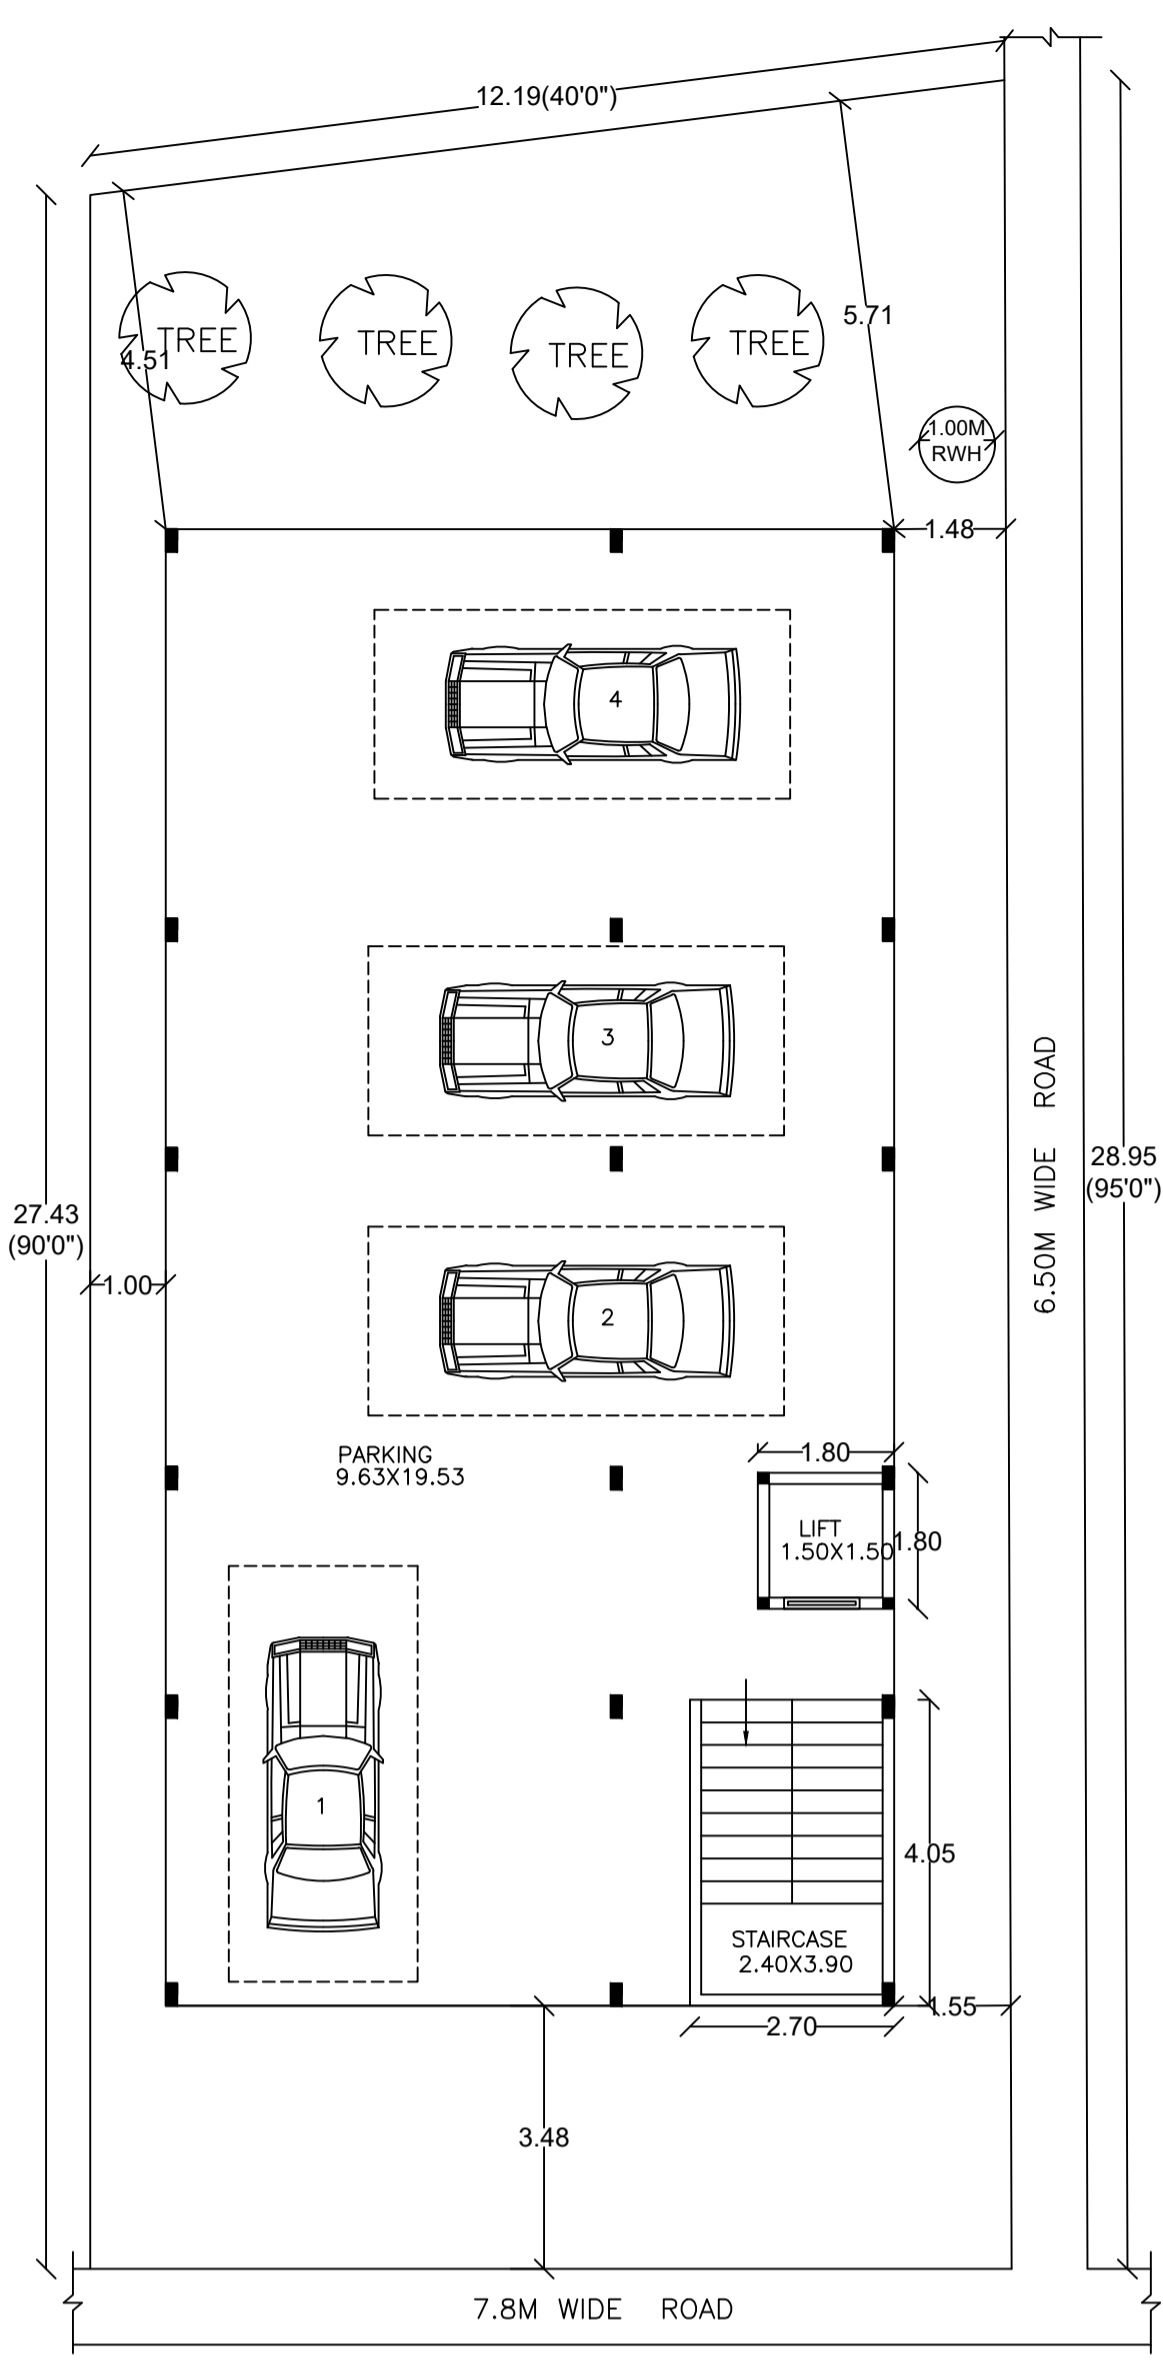 12.19(40'0")
TREE
TREE
TREE
TREE
4.51
5.71
1.00M
RWH
1.48
4
3
6.50M WIDE ROAD
28.95
(95'0")
27.43
(90'0")
1.00
2
PARKING
9.63X19.53
1.80
LIFT
1.50X1.50
1.80
1
4.05
STAIRCASE
2.40X3.90
1.55
2.70
3.48
7.8M WIDE ROAD